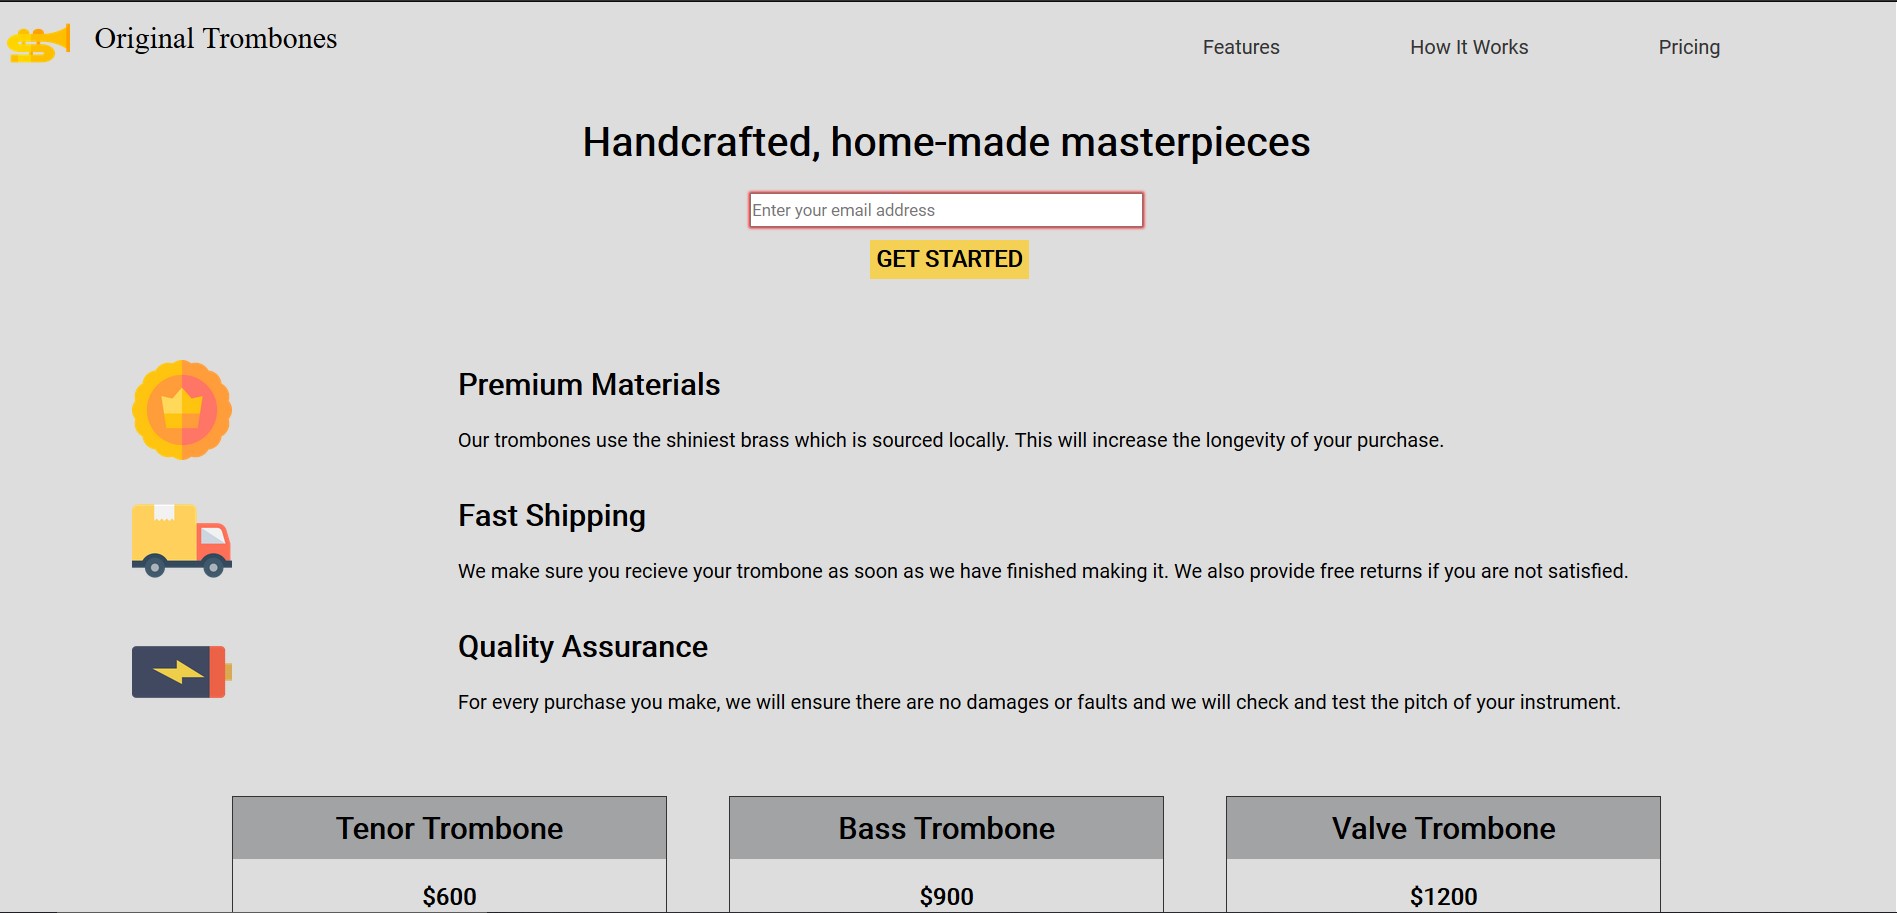 Original Trombones
Features
How It Works
Pricing
Handcrafted, home-made masterpieces
Enter your email address
GET STARTED
Premium Materials
Our trombones use the shiniest brass which is sourced locally. This will increase the longevity of your purchase.
Fast Shipping
We make sure you recieve your trombone as soon as we have finished making it. We also provide free returns if you are not satisfied.
Quality Assurance
For every purchase you make, we will ensure there are no damages or faults and we will check and test the pitch of your instrument.
Tenor Trombone
Bass Trombone
Valve Trombone
$600
$900
$1200